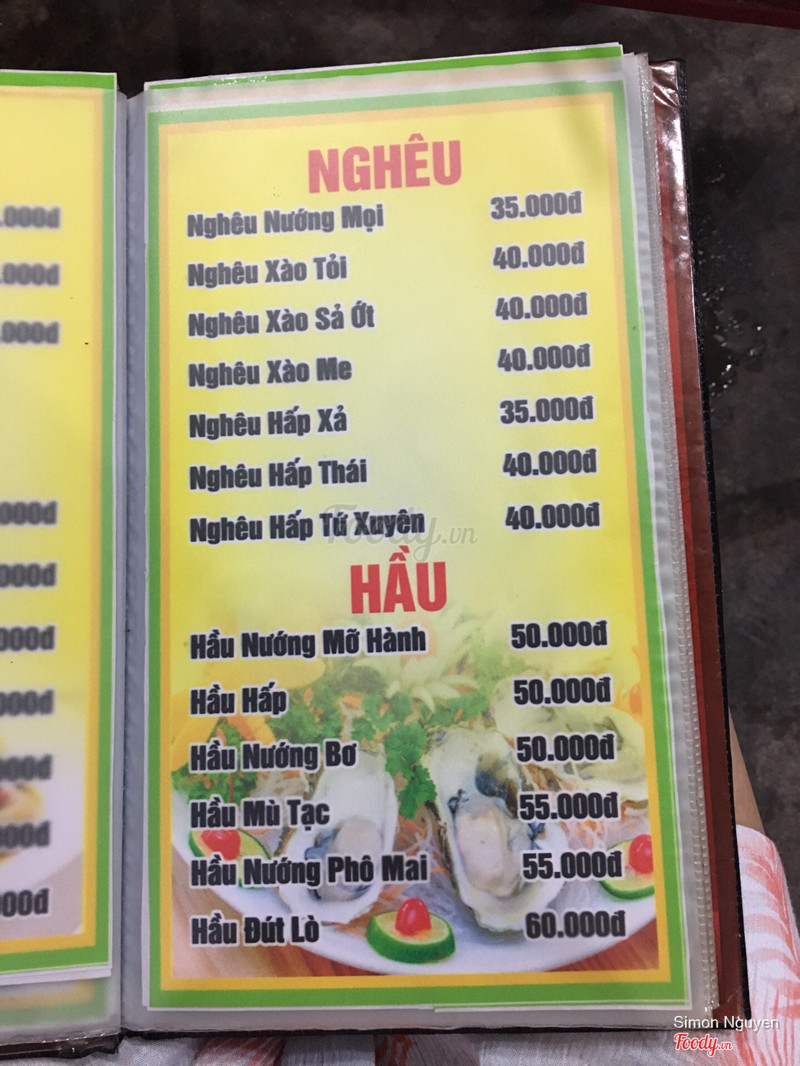 NGHÊU
Nghêu Nướng Mọi 35.000đ
Nghêu Xào Tỏi 40.000đ
Nghêu Xào Sả Ớt 40.000đ
Nghêu Xào Me 40.000đ
Nghêu Hấp Xả 35.000đ
Nghêu Hấp Thái 40.000đ
Nghêu Hấp Tứ Xuyên 40.000đ
Foody.vn
HẦU
Hầu Nướng Mỡ Hành 50.000đ
Hầu Hấp 50.000đ
Hầu Nướng Bơ 50.000đ
Hầu Mù Tạc 55.000đ
Hầu Nướng Phô Mai 55.000đ
Hầu Đút Lò 60.000đ
Simon Nguyen
Foody.vn